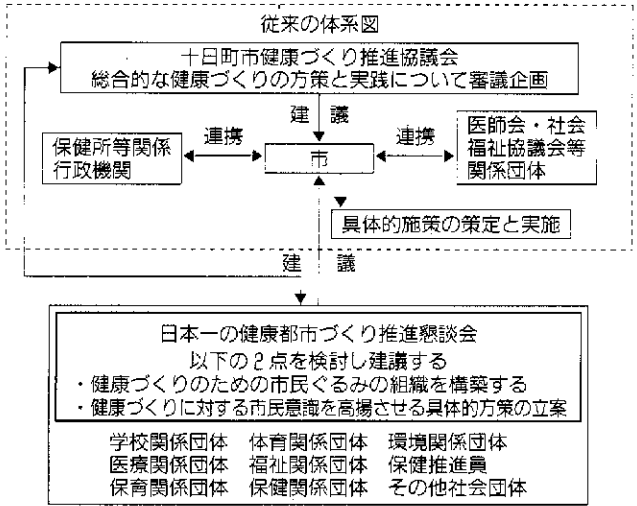 従来の体系図
十日町市健康づくり推進協議会
総合的な健康づくりの方策と実践について審議企画
建 議
保健所等関係
行政機関
連携
市
連携
医師会・社会
福祉協議会等
関係団体
具体的施策の策定と実施
建 議
日本一の健康都市づくり推進懇談会
以下の2点を検討し建議する
・健康づくりのための市民ぐるみの組織を構築する
・健康づくりに対する市民意識を高揚させる具体的方策の立案
学校関係団体 体育関係団体 環境関係団体
医療関係団体 福祉関係団体 保健推進員
保育関係団体 保健関係団体 その他社会団体